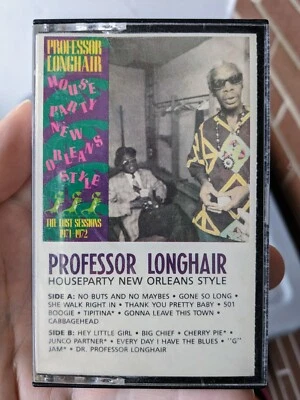 PROFESSOR
LONGHAIR
HOUSE
PARTY
NEW
ORLEANS
STYLE
THE LOST SESSIONS
1971-1972
PROFESSOR LONGHAIR
HOUSEPARTY NEW ORLEANS STYLE
SIDE A: NO BUTS AND NO MAYBES • GONE SO LONG •
SHE WALK RIGHT IN • THANK YOU PRETTY BABY • 501
BOOGIE • TIPITINA* • GONNA LEAVE THIS TOWN •
CABBAGEHEAD
SIDE B: HEY LITTLE GIRL • BIG CHIEF • CHERRY PIE* •
JUNCO PARTNER* • EVERY DAY I HAVE THE BLUES • "G"
JAM* • DR. PROFESSOR LONGHAIR